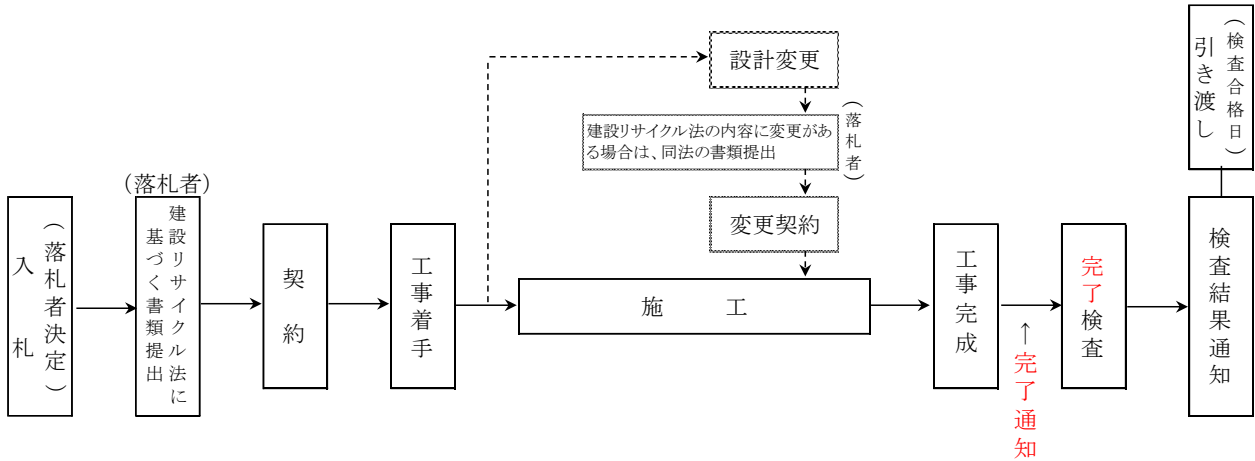 入札
（落札者決定）
（落札者）
建設リサイクル法に
基づく書類提出
契約
工事着手
設計変更
建設リサイクル法の内容に変更があ
る場合は、同法の書類提出
（落札者）
変更契約
施工
工事完成
↑完了通知
完了検査
検査結果通知
引き渡し
（検査合格日）